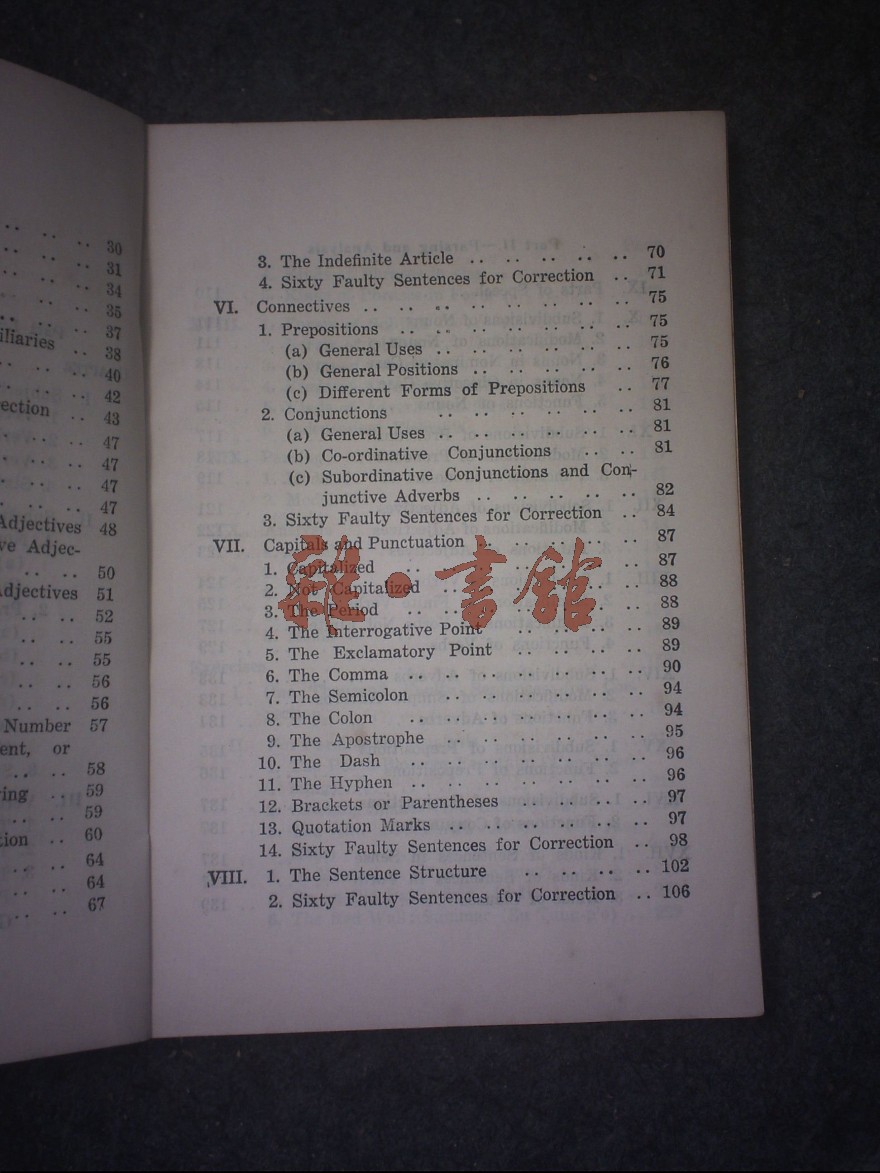 30
31
34
35
37
iliaries .. 38
40
42
ection .. 43
47
47
47
47
Adjectives 48
ve Adjec-
50
djectives 51
52
55
55
56
56
Number 57
ent, or
58
ring .. 59
59
tion .. 60
64
64
67
3. The Indefinite Article .. .. .. .. .. 70
4. Sixty Faulty Sentences for Correction .. 71
VI. Connectives .. .. .. .. .. .. .. .. 75
1. Prepositions .. .. .. .. .. .. .. 75
(a) General Uses .. .. .. .. .. .. 75
(b) General Positions .. .. .. .. .. 76
(c) Different Forms of Prepositions .. 77
2. Conjunctions .. .. .. .. .. .. 81
(a) General Uses .. .. .. .. .. .. 81
(b) Co-ordinative Conjunctions .. .. 81
(c) Subordinative Conjunctions and Con-
junctive Adverbs .. .. .. .. .. 82
3. Sixty Faulty Sentences for Correction .. 84
VII. Capitals and Punctuation .. .. .. .. 87
1. Capitalized .. .. .. .. .. .. .. 87
2. Not Capitalized .. .. .. .. .. .. 88
3. The Period .. .. .. .. .. .. .. 88
4. The Interrogative Point .. .. .. .. 89
5. The Exclamatory Point .. .. .. .. 89
6. The Comma .. .. .. .. .. .. .. 90
7. The Semicolon .. .. .. .. .. .. 94
8. The Colon .. .. .. .. .. .. .. 94
9. The Apostrophe .. .. .. .. .. .. 95
10. The Dash .. .. .. .. .. .. .. 96
11. The Hyphen .. .. .. .. .. .. .. 96
12. Brackets or Parentheses .. .. .. .. 97
13. Quotation Marks .. .. .. .. .. .. 97
14. Sixty Faulty Sentences for Correction .. 98
VIII. 1. The Sentence Structure .. .. .. .. 102
2. Sixty Faulty Sentences for Correction .. 106
雜·書館